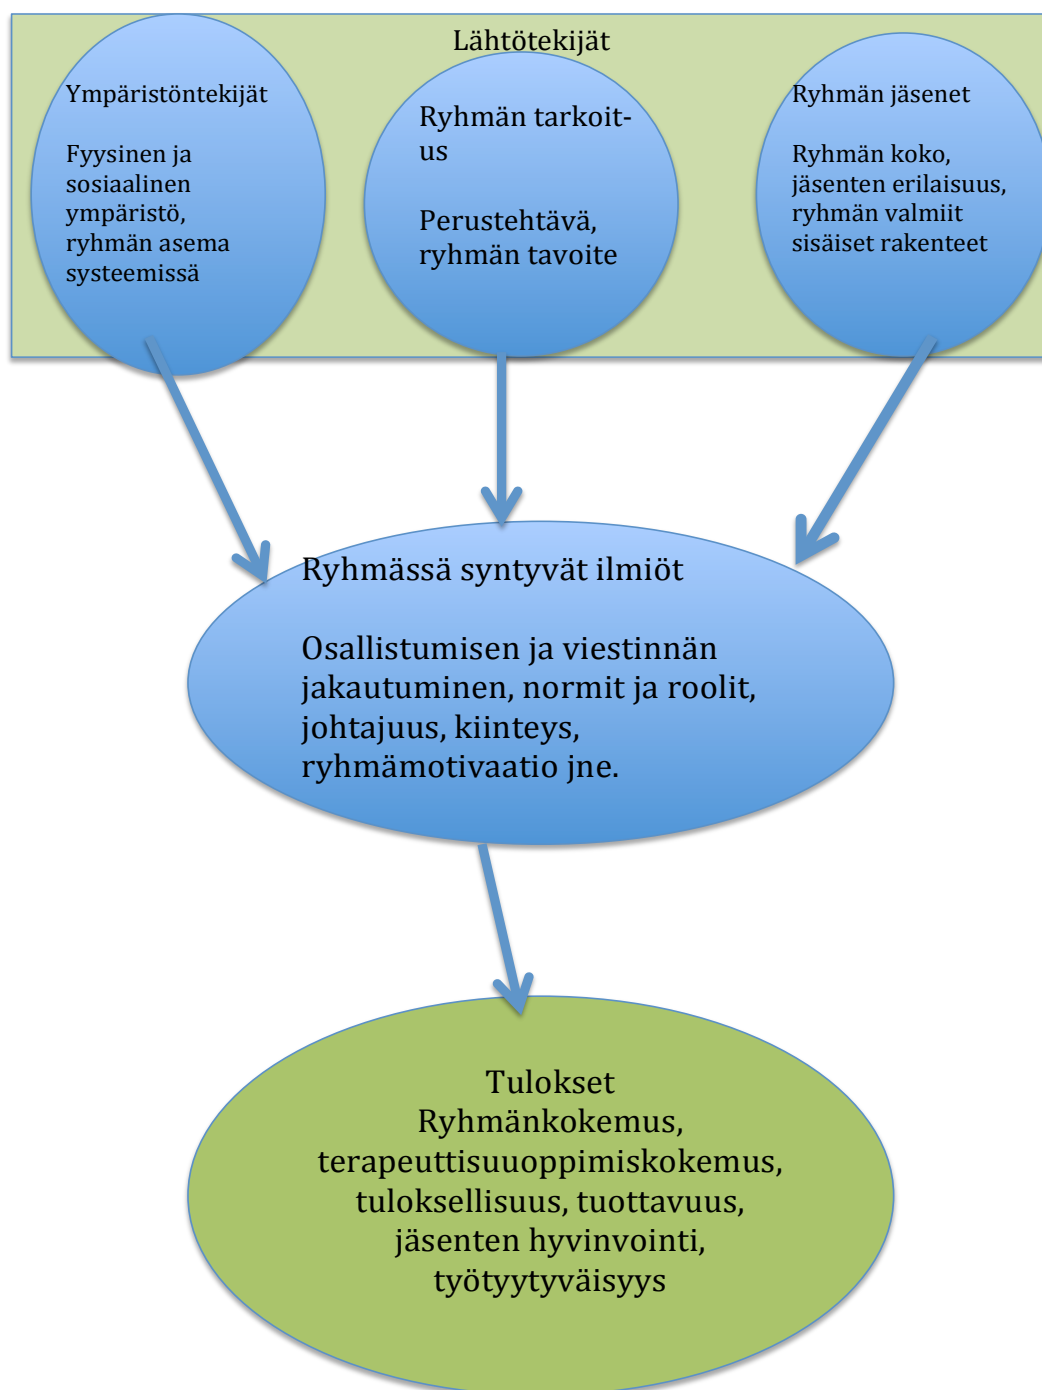 Lähtötekijät
Ympäristöntekijät
Fyysinen ja
sosiaalinen
ympäristö,
ryhmän asema
systeemissä
Ryhmän tarkoit-
us
Perustehtävä,
ryhmän tavoite
Ryhmän jäsenet
Ryhmän koko,
jäsenten erilaisuus,
ryhmän valmiit
sisäiset rakenteet
Ryhmässä syntyvät ilmiöt
Osallistumisen ja viestinnän
jakautuminen, normit ja roolit,
johtajuus, kiinteys,
ryhmämotivaatio jne.
Tulokset
Ryhmänkokemus,
terapeuttisuuoppimiskokemus,
tuloksellisuus, tuottavuus,
jäsenten hyvinvointi,
työtyytyväisyys